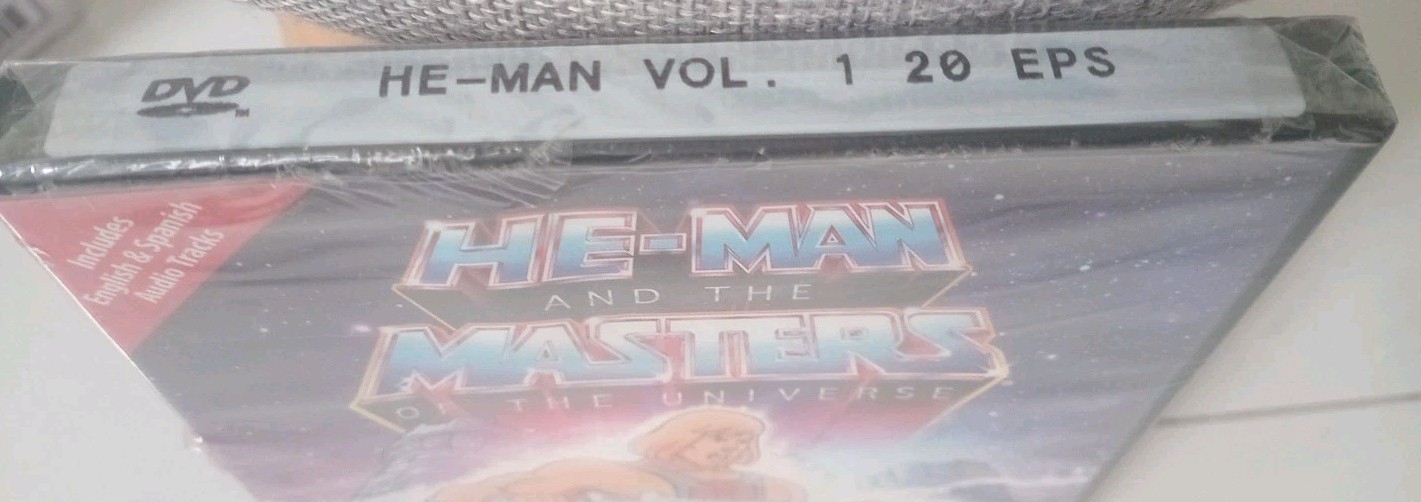 DVD HE-MAN VOL. 1 20 EPS
TM
Includes
English & Spanish
Audio Tracks
HE-MAN
AND THE
MASTERS
OF THE UNIVERSE